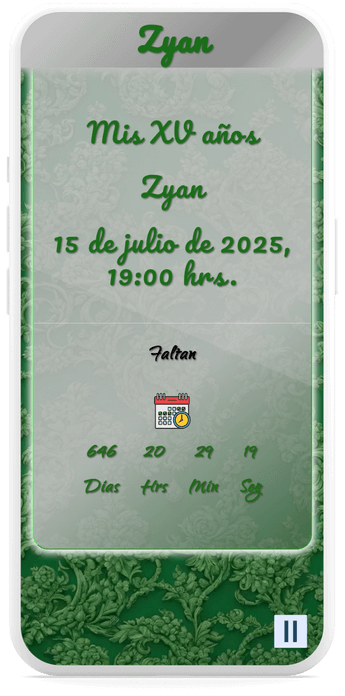 Zyan
Mis XV años
Zyan
15 de julio de 2025,
19:00 hrs.
Faltan
646 20 29 19
Dias Hrs Min Seg